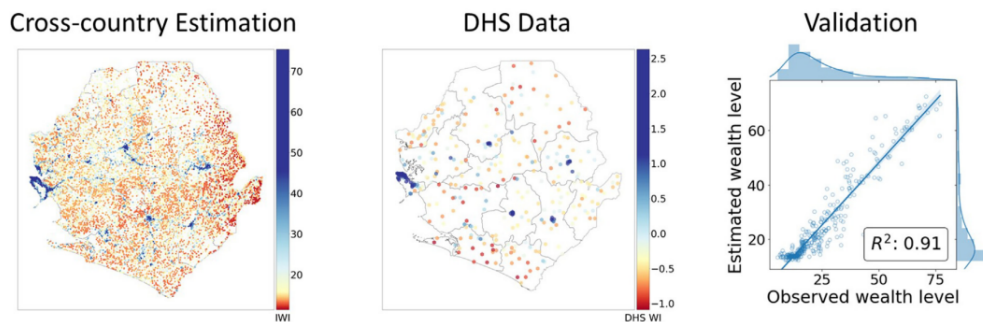 Cross-country Estimation
70
60
50
40
30
20
IWI
DHS Data
2.5
2.0
1.5
1.0
0.5
0.0
−0.5
−1.0
DHS WI
Validation
Estimated wealth level
60
40
20
R²: 0.91
25 50 75
Observed wealth level